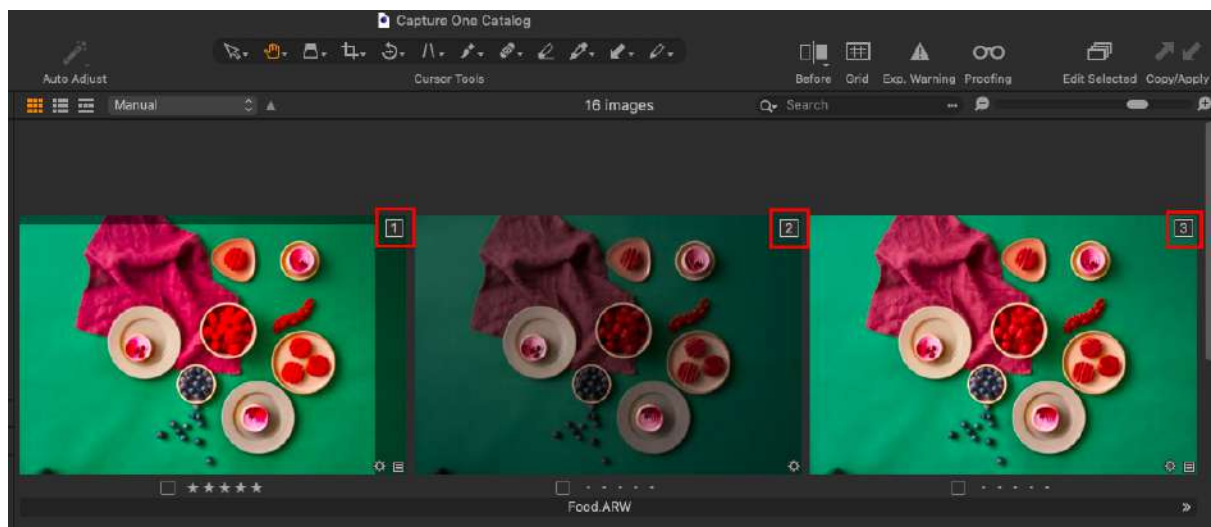 Capture One Catalog
Auto Adjust
Cursor Tools
Before Grid Exp. Warning Proofing Edit Selected Copy/Apply
Manual 16 images Search
1 2 3
Food.ARW